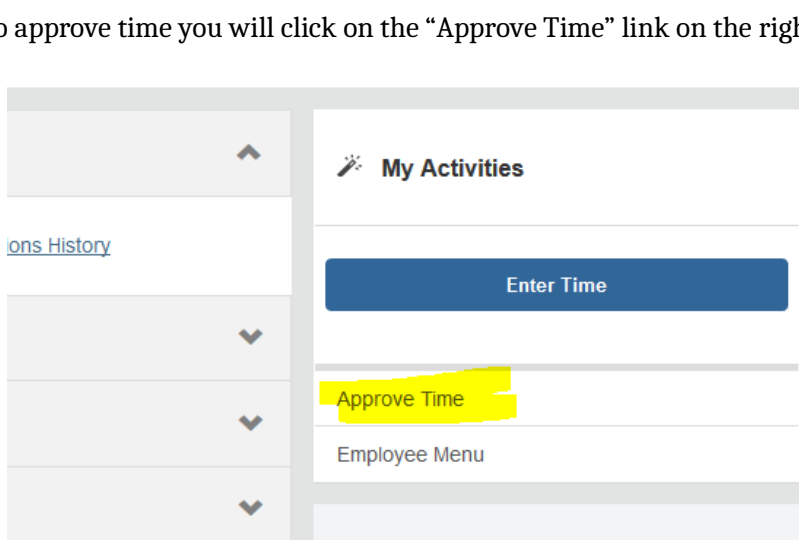 o approve time you will click on the “Approve Time” link on the righ
My Activities
ions History
Enter Time
Approve Time
Employee Menu